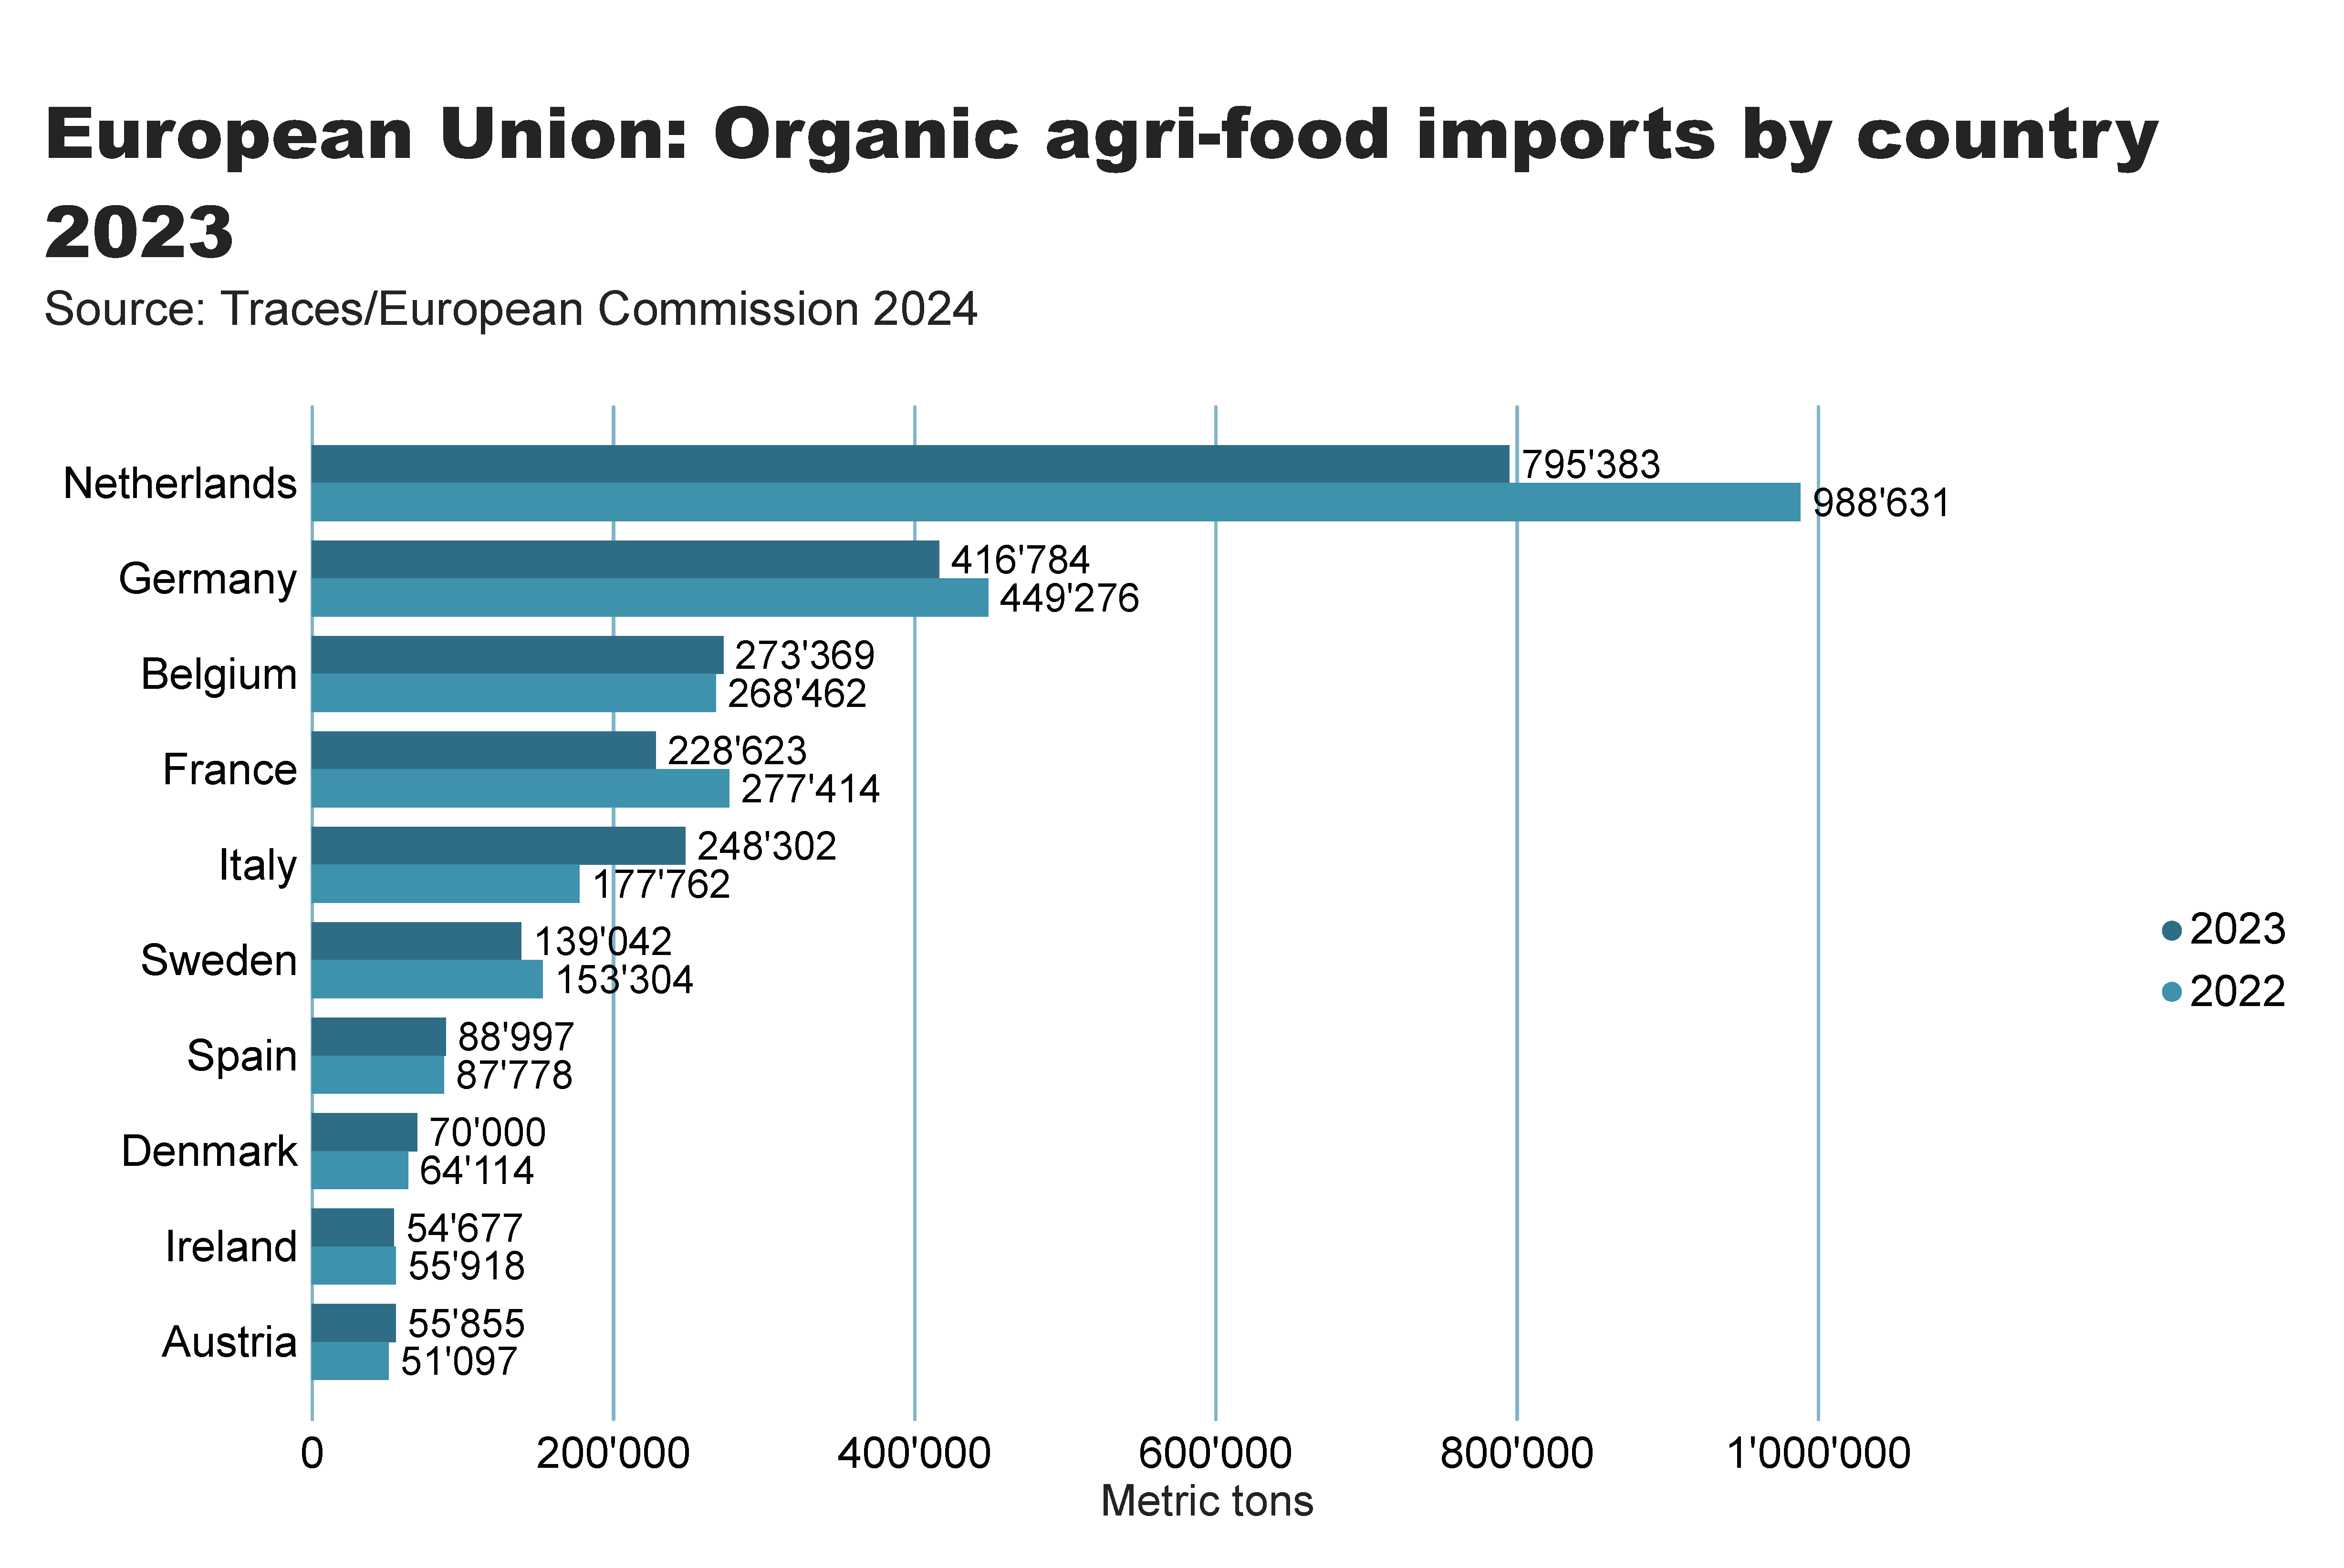 European Union: Organic agri-food imports by country
2023
Source: Traces/European Commission 2024
Netherlands
795'383
988'631
Germany
416'784
449'276
Belgium
273'369
268'462
France
228'623
277'414
Italy
248'302
177'762
Sweden
139'042
153'304
Spain
88'997
87'778
Denmark
70'000
64'114
Ireland
54'677
55'918
Austria
55'855
51'097
2023
2022
0 200'000 400'000 600'000 800'000 1'000'000
Metric tons